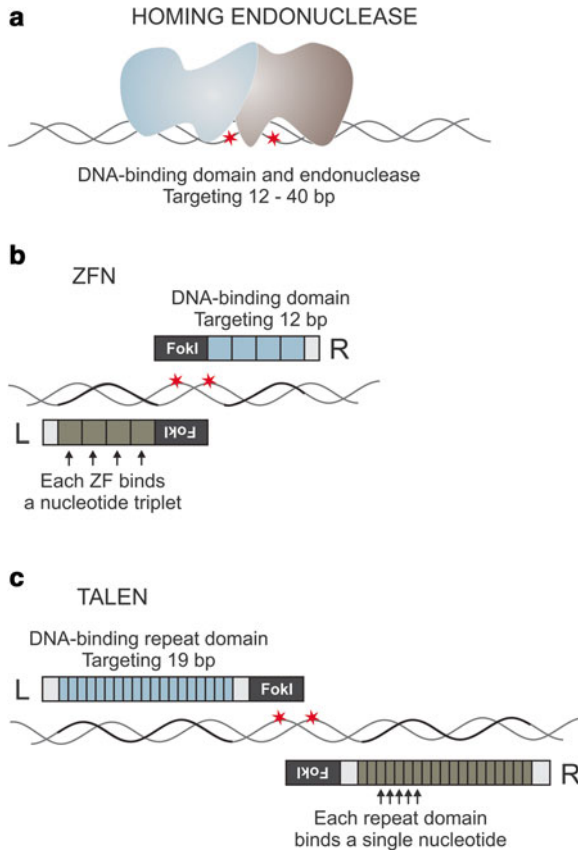 a
HOMING ENDONUCLEASE
DNA-binding domain and endonuclease
Targeting 12 - 40 bp
b
ZFN
DNA-binding domain
Targeting 12 bp
FokI
R
L
FokI
Each ZF binds
a nucleotide triplet
c
TALEN
DNA-binding repeat domain
Targeting 19 bp
L
FokI
FokI
R
Each repeat domain
binds a single nucleotide